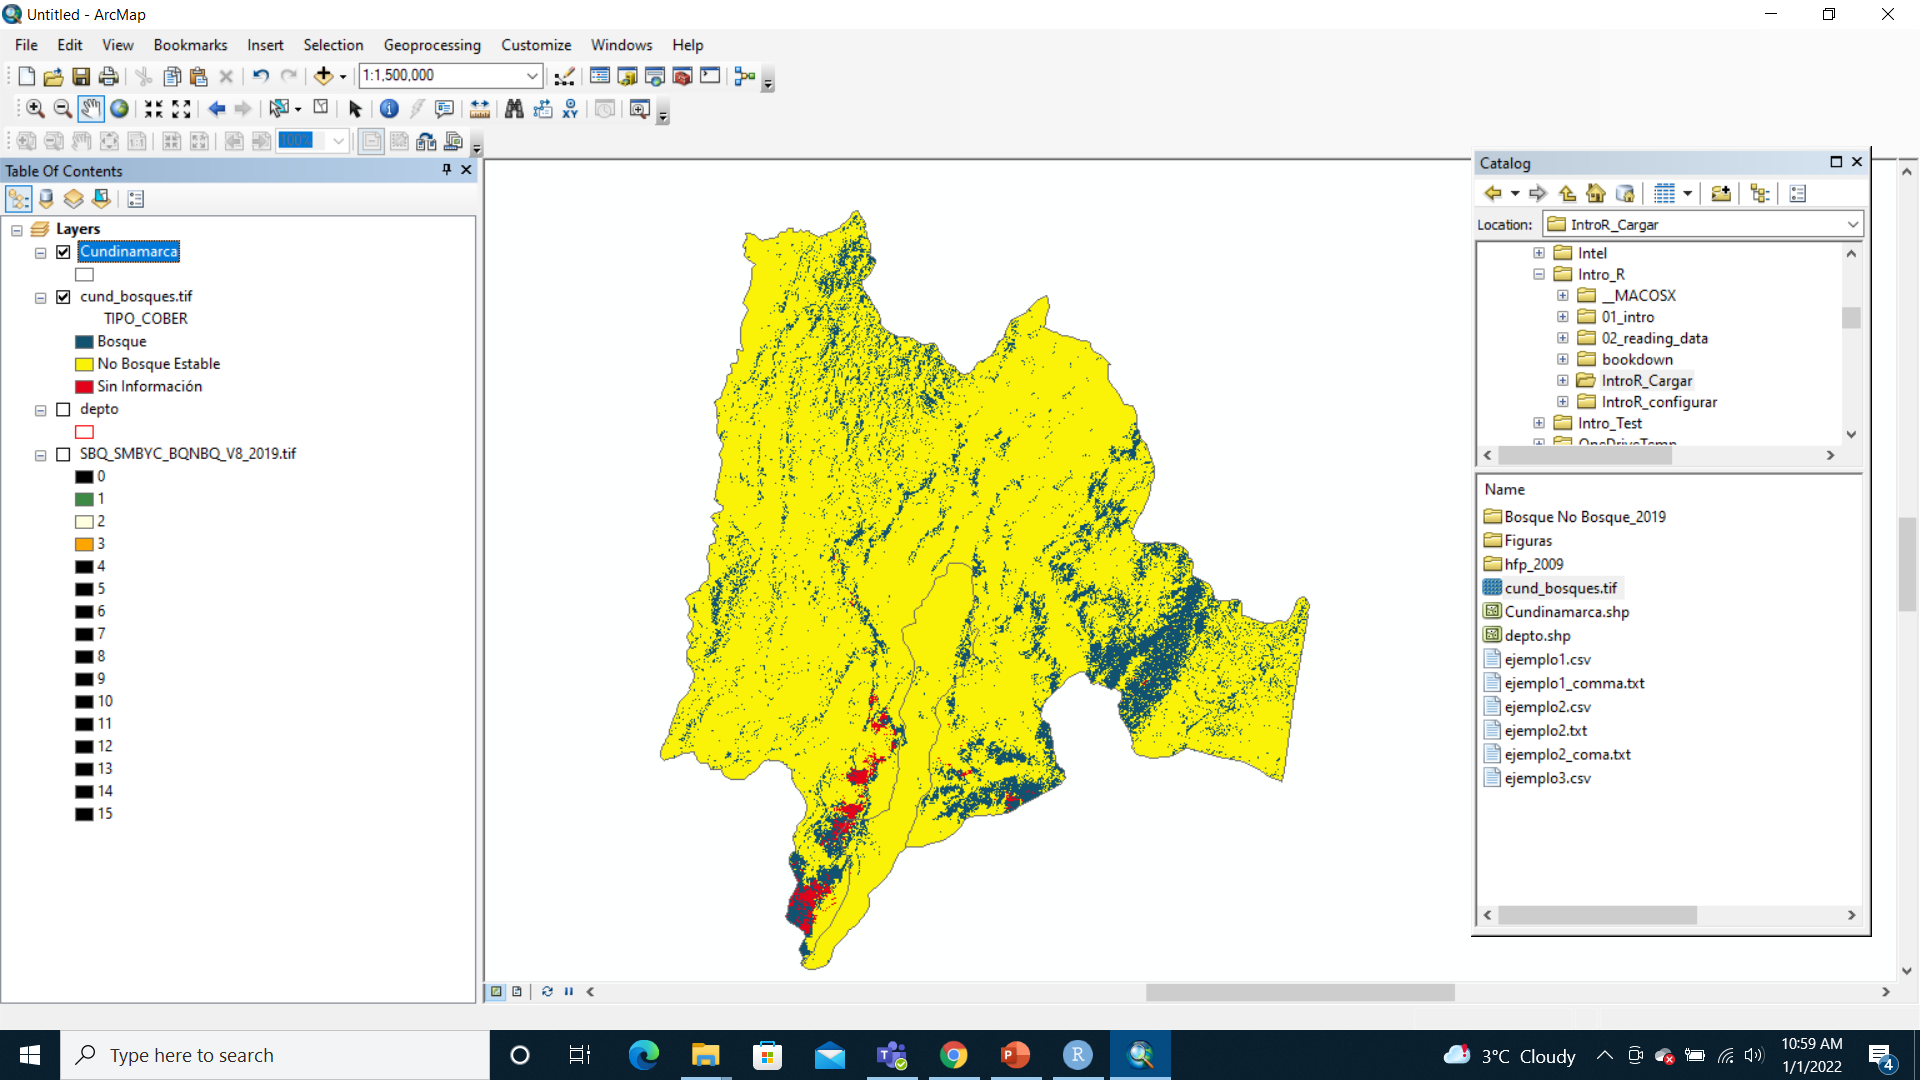 Untitled - ArcMap
File Edit View Bookmarks Insert Selection Geoprocessing Customize Windows Help
1:1,500,000
100%
Table Of Contents
Layers
Cundinamarca
cund_bosques.tif
TIPO_COBER
Bosque
No Bosque Estable
Sin Información
depto
SBQ_SMBYC_BQNBQ_V8_2019.tif
0
1
2
3
4
5
6
7
8
9
10
11
12
13
14
15
Catalog
Location: IntroR_Cargar
Intel
Intro_R
__MACOSX
01_intro
02_reading_data
bookdown
IntroR_Cargar
IntroR_configurar
Intro_Test
Name
Bosque No Bosque_2019
Figuras
hfp_2009
cund_bosques.tif
Cundinamarca.shp
depto.shp
ejemplo1.csv
ejemplo1_comma.txt
ejemplo2.csv
ejemplo2.txt
ejemplo2_coma.txt
ejemplo3.csv
Type here to search
3°C Cloudy
10:59 AM
1/1/2022
4